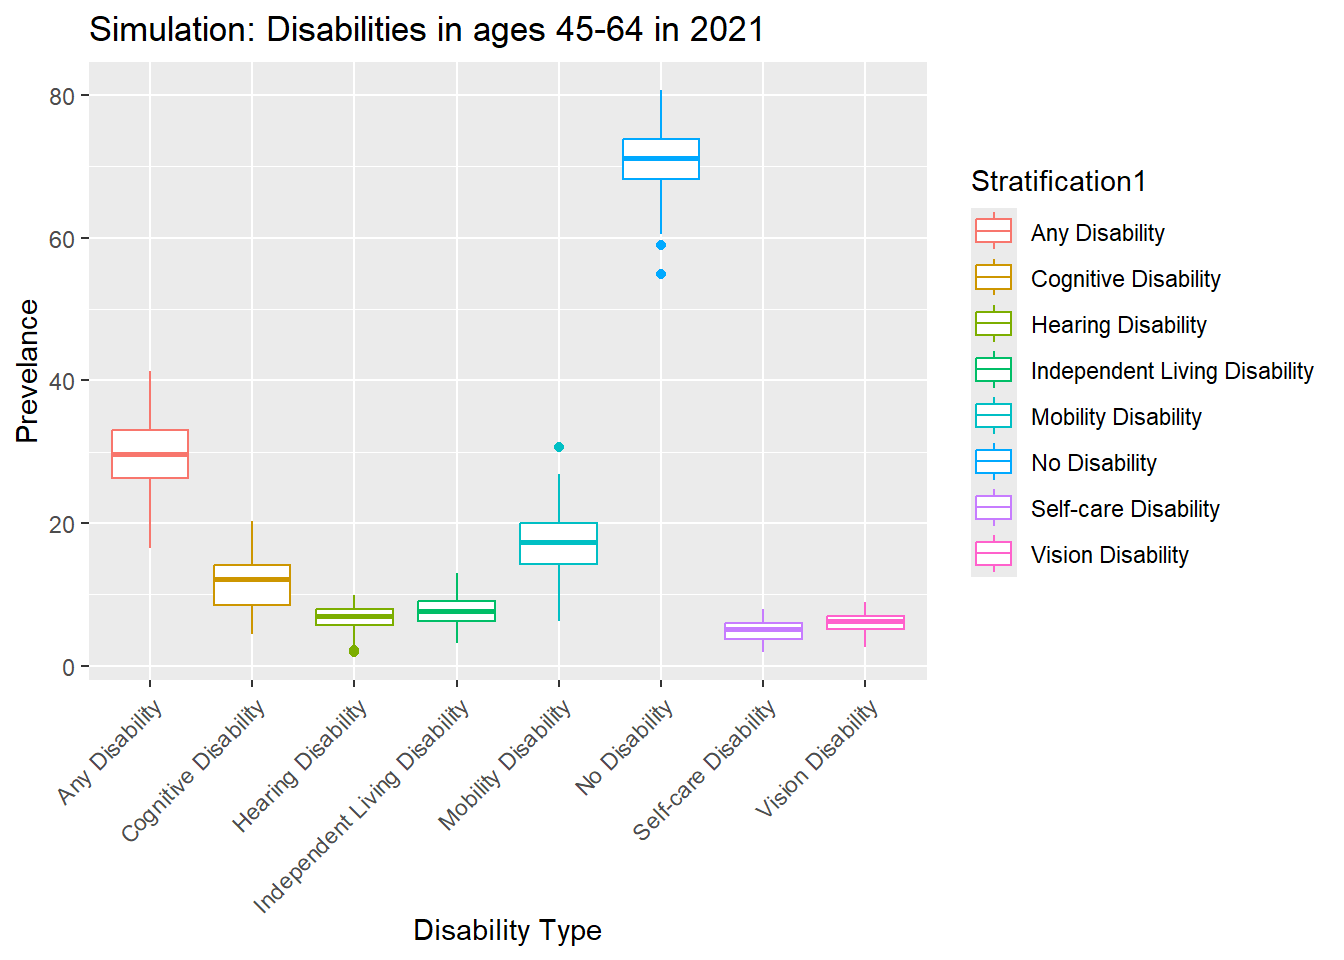 Simulation: Disabilities in ages 45-64 in 2021
80
60
40
20
0
Prevelance
Any Disability
Cognitive Disability
Hearing Disability
Independent Living Disability
Mobility Disability
No Disability
Self-care Disability
Vision Disability
Disability Type
Stratification1
Any Disability
Cognitive Disability
Hearing Disability
Independent Living Disability
Mobility Disability
No Disability
Self-care Disability
Vision Disability